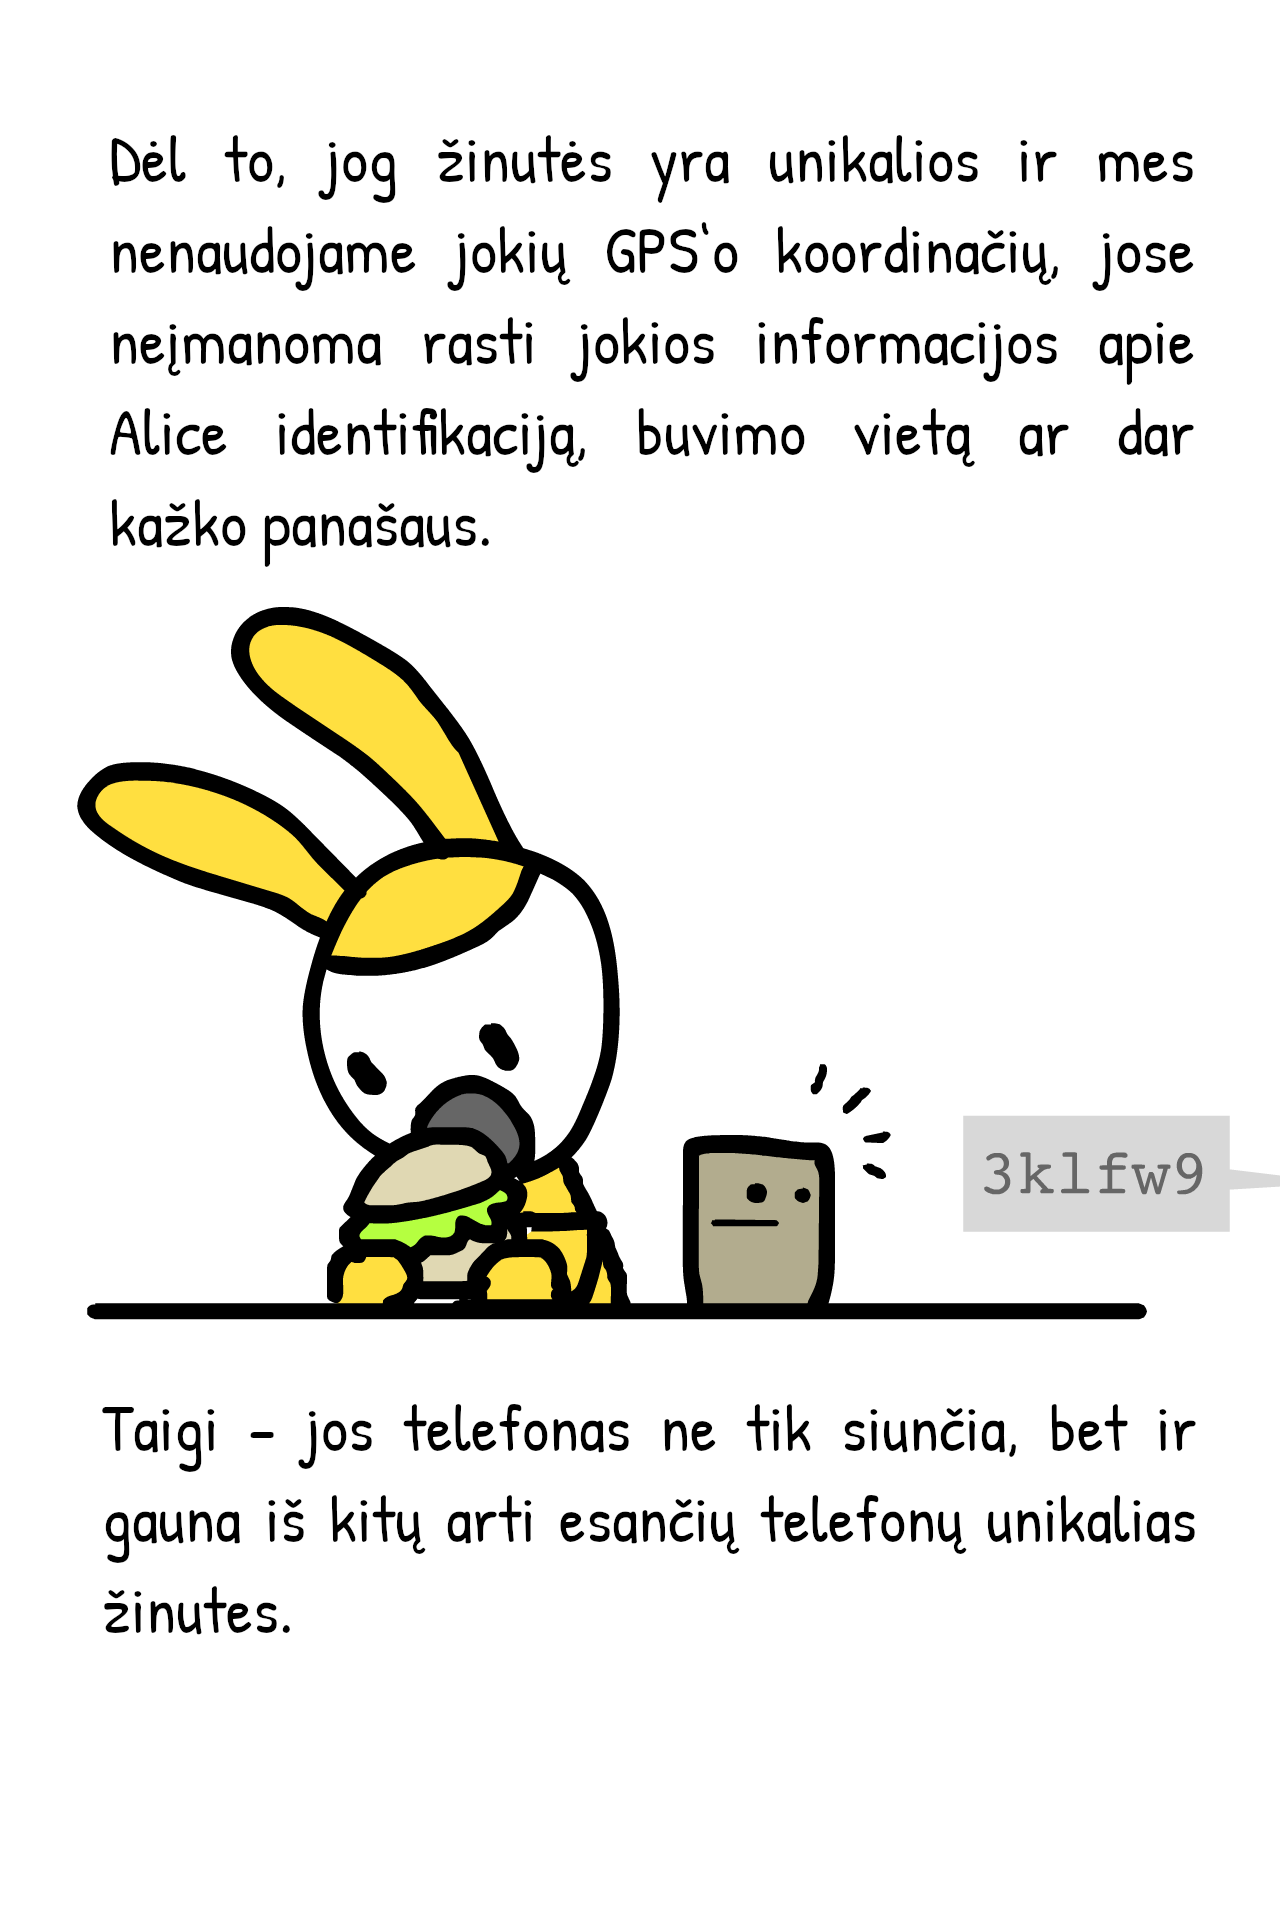 Dėl to, jog žinutės yra unikalios ir mes
nenaudojame jokių GPS‘o koordinačių, jose
neįmanoma rasti jokios informacijos apie
Alice identifikaciją, buvimo vietą ar dar
kažko panašaus.
3klfw9
Taigi – jos telefonas ne tik siunčia, bet ir
gauna iš kitų arti esančių telefonų unikalias
žinutes.